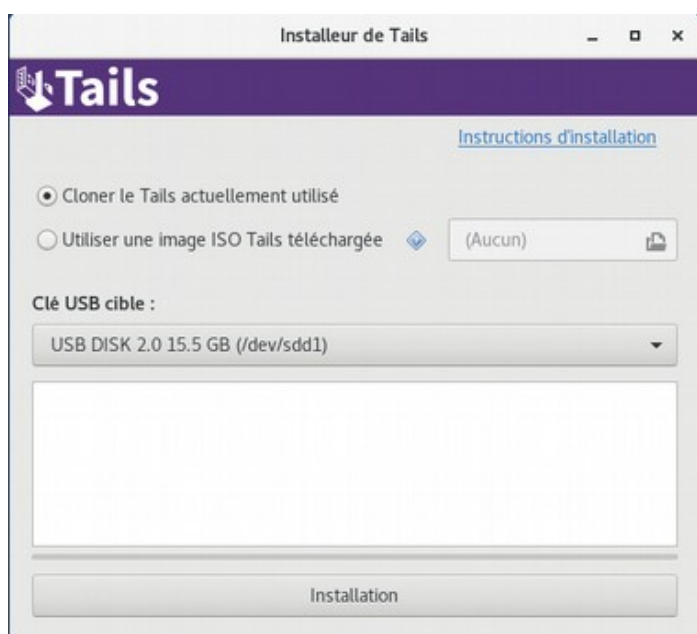 Installeur de Tails
Tails
Instructions d'installation
Cloner le Tails actuellement utilisé
Utiliser une image ISO Tails téléchargée (Aucun)
Clé USB cible :
USB DISK 2.0 15.5 GB (/dev/sdd1)
Installation